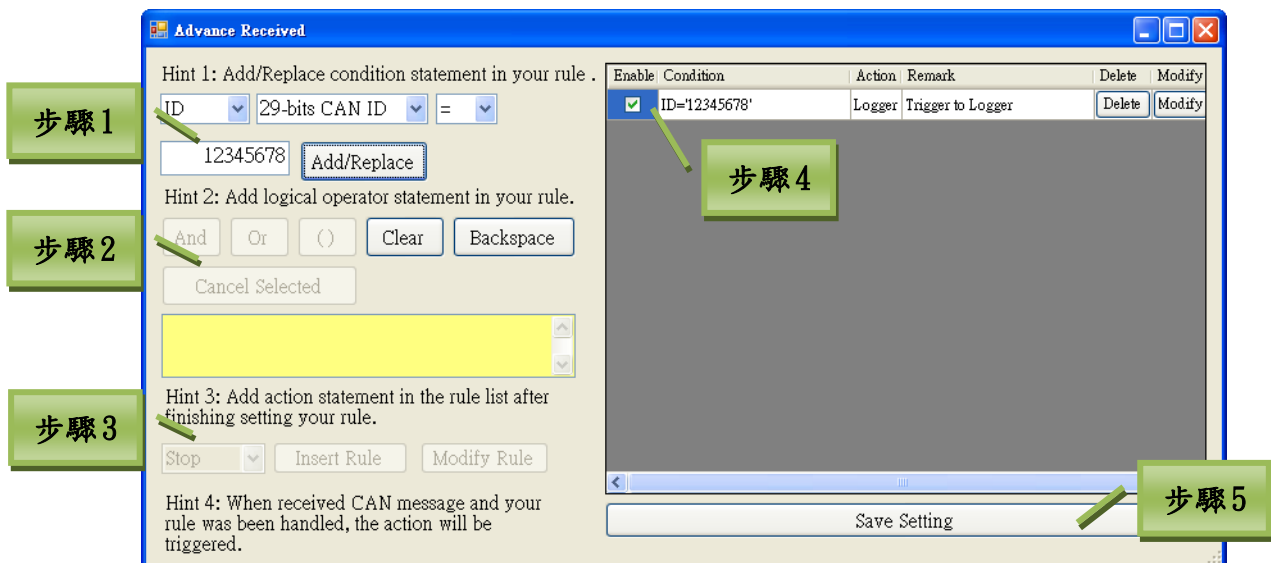 Advance Received
Hint 1: Add/Replace condition statement in your rule .
ID 29-bits CAN ID =
12345678 Add/Replace
Hint 2: Add logical operator statement in your rule.
And Or () Clear Backspace
Cancel Selected
Hint 3: Add action statement in the rule list after
finishing setting your rule.
Stop Insert Rule Modify Rule
Hint 4: When received CAN message and your
rule was been handled, the action will be
triggered.
Enable Condition Action Remark Delete Modify
ID='12345678' Logger Trigger to Logger Delete Modify
Save Setting
步驟1
步驟2
步驟3
步驟4
步驟5